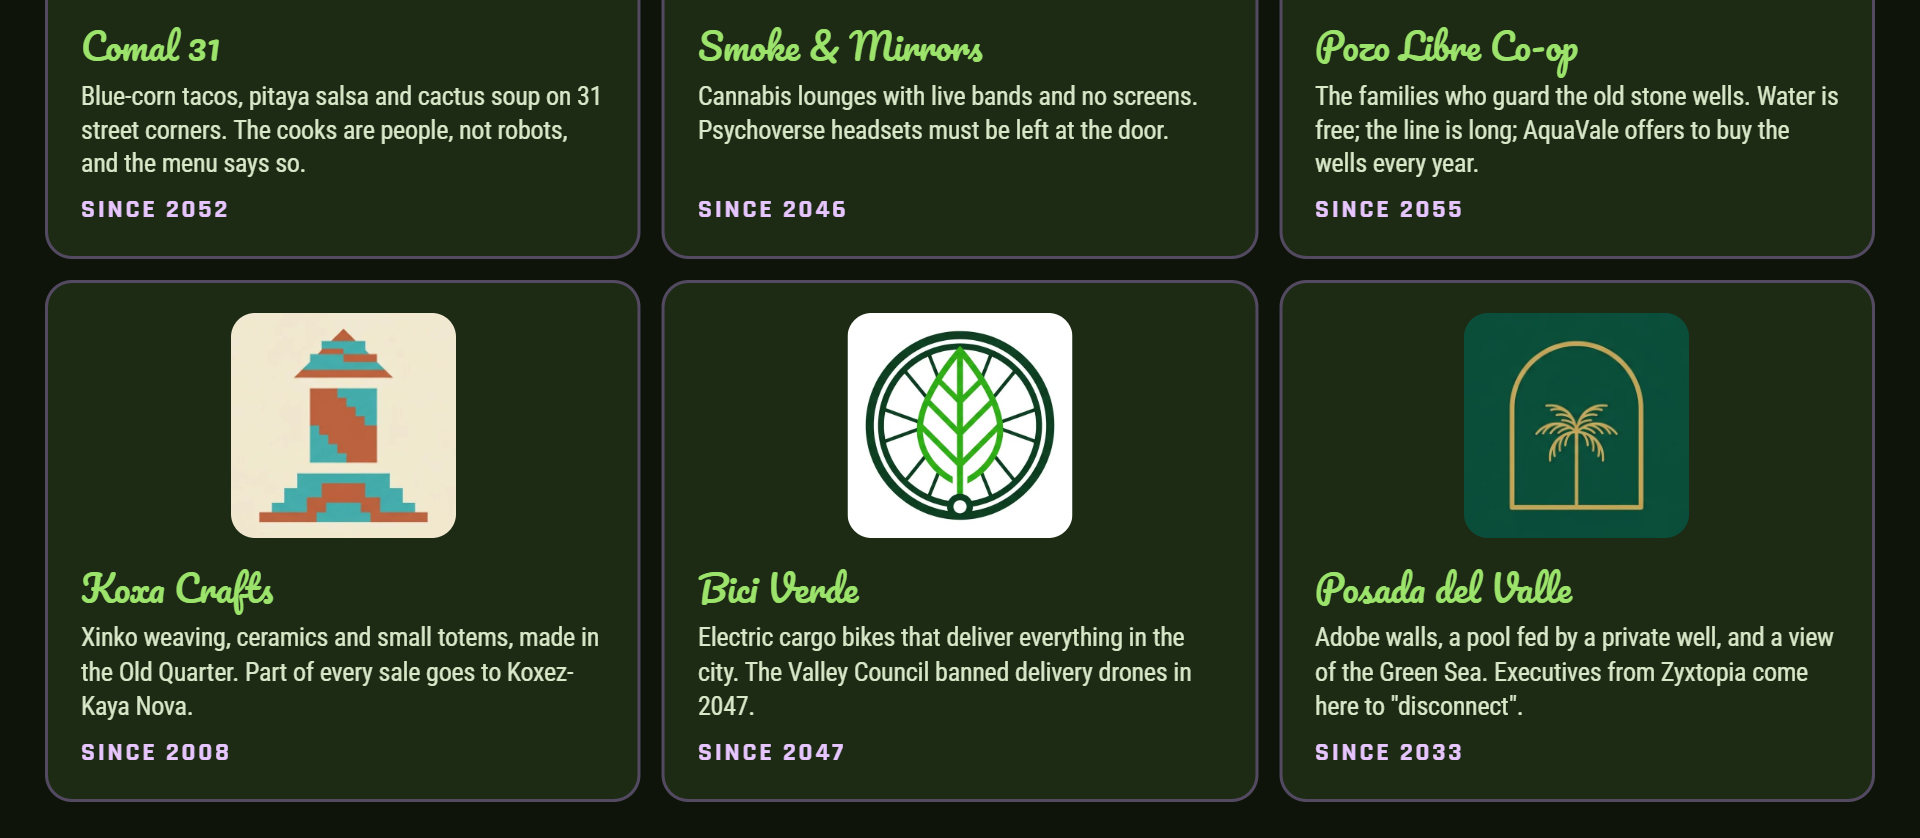 Comal 31
Blue-corn tacos, pitaya salsa and cactus soup on 31
street corners. The cooks are people, not robots,
and the menu says so.
SINCE 2052
Smoke & Mirrors
Cannabis lounges with live bands and no screens.
Psychoverse headsets must be left at the door.
SINCE 2046
Pozo Libre Co-op
The families who guard the old stone wells. Water is
free; the line is long; AquaVale offers to buy the
wells every year.
SINCE 2055
Koxa Crafts
Xinko weaving, ceramics and small totems, made in
the Old Quarter. Part of every sale goes to Koxez-
Kaya Nova.
SINCE 2008
Bici Verde
Electric cargo bikes that deliver everything in the
city. The Valley Council banned delivery drones in
2047.
SINCE 2047
Posada del Valle
Adobe walls, a pool fed by a private well, and a view
of the Green Sea. Executives from Zyxtopia come
here to "disconnect".
SINCE 2033